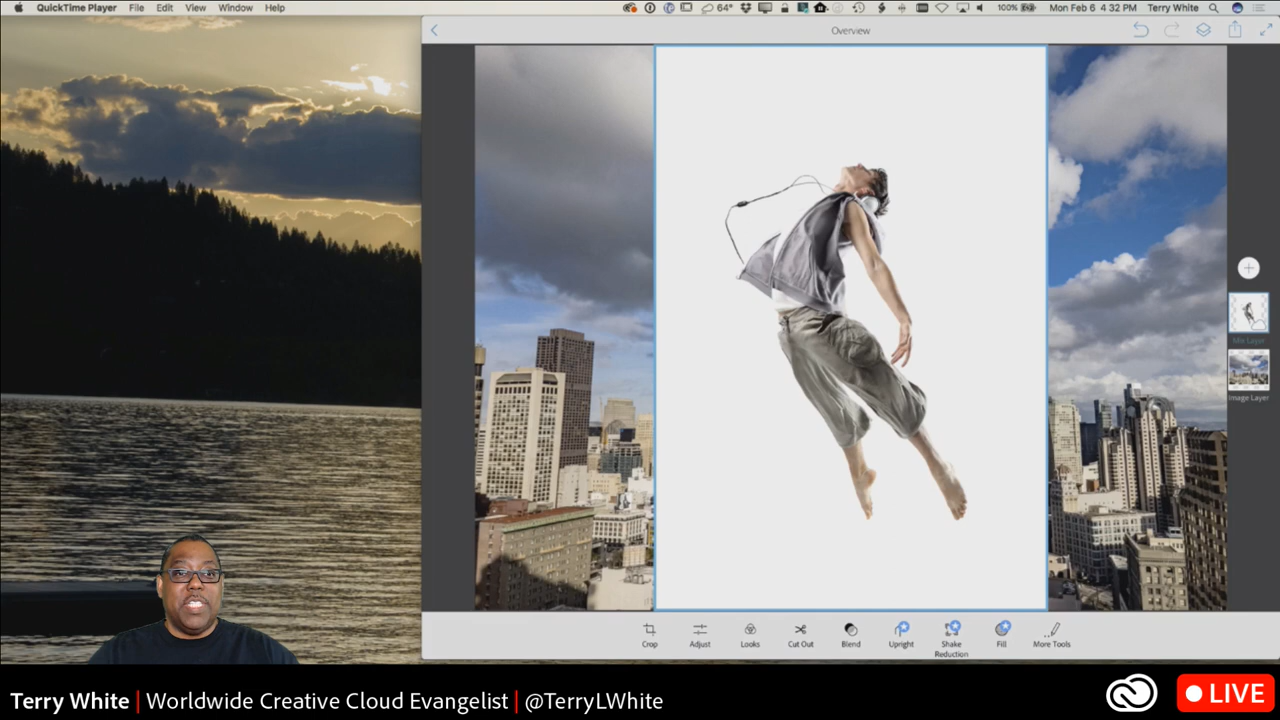 QuickTime Player File Edit View Window Help 64° 100% Mon Feb 6 4:32 PM Terry White
Overview
Mix Layer
Image Layer
Crop Adjust Looks Cut Out Blend Upright Shake Reduction Fill More Tools
Terry White | Worldwide Creative Cloud Evangelist | @TerryLWhite
LIVE